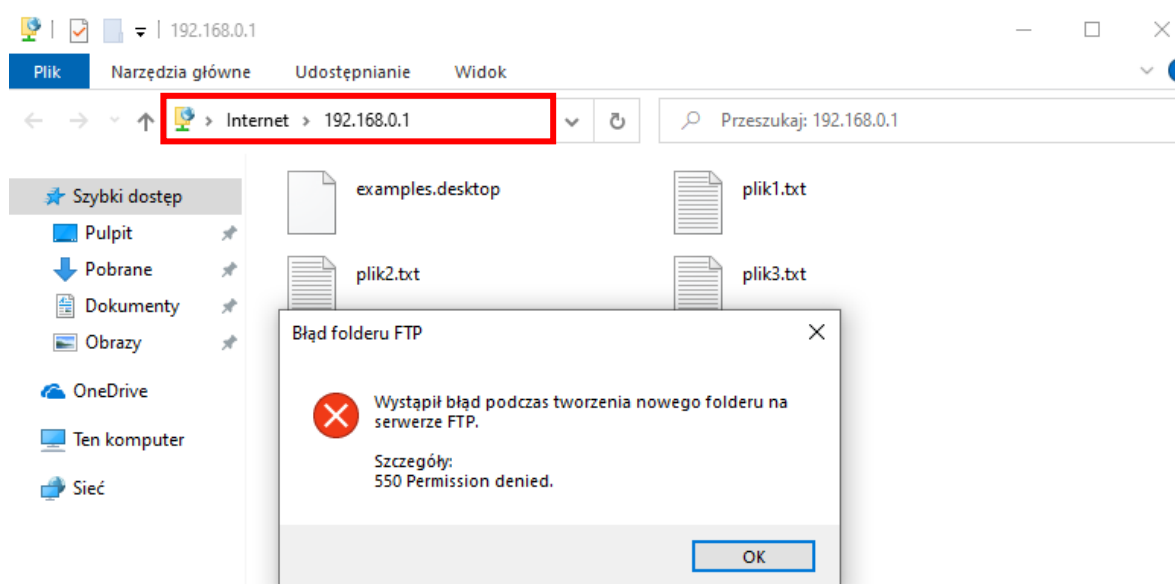 192.168.0.1
Plik Narzędzia główne Udostępnianie Widok
Internet > 192.168.0.1 Przeszukaj: 192.168.0.1
Szybki dostęp
Pulpit
Pobrane
Dokumenty
Obrazy
OneDrive
Ten komputer
Sieć
examples.desktop plik1.txt
plik2.txt plik3.txt
Błąd folderu FTP
Wystąpił błąd podczas tworzenia nowego folderu na
serwerze FTP.
Szczegóły:
550 Permission denied.
OK